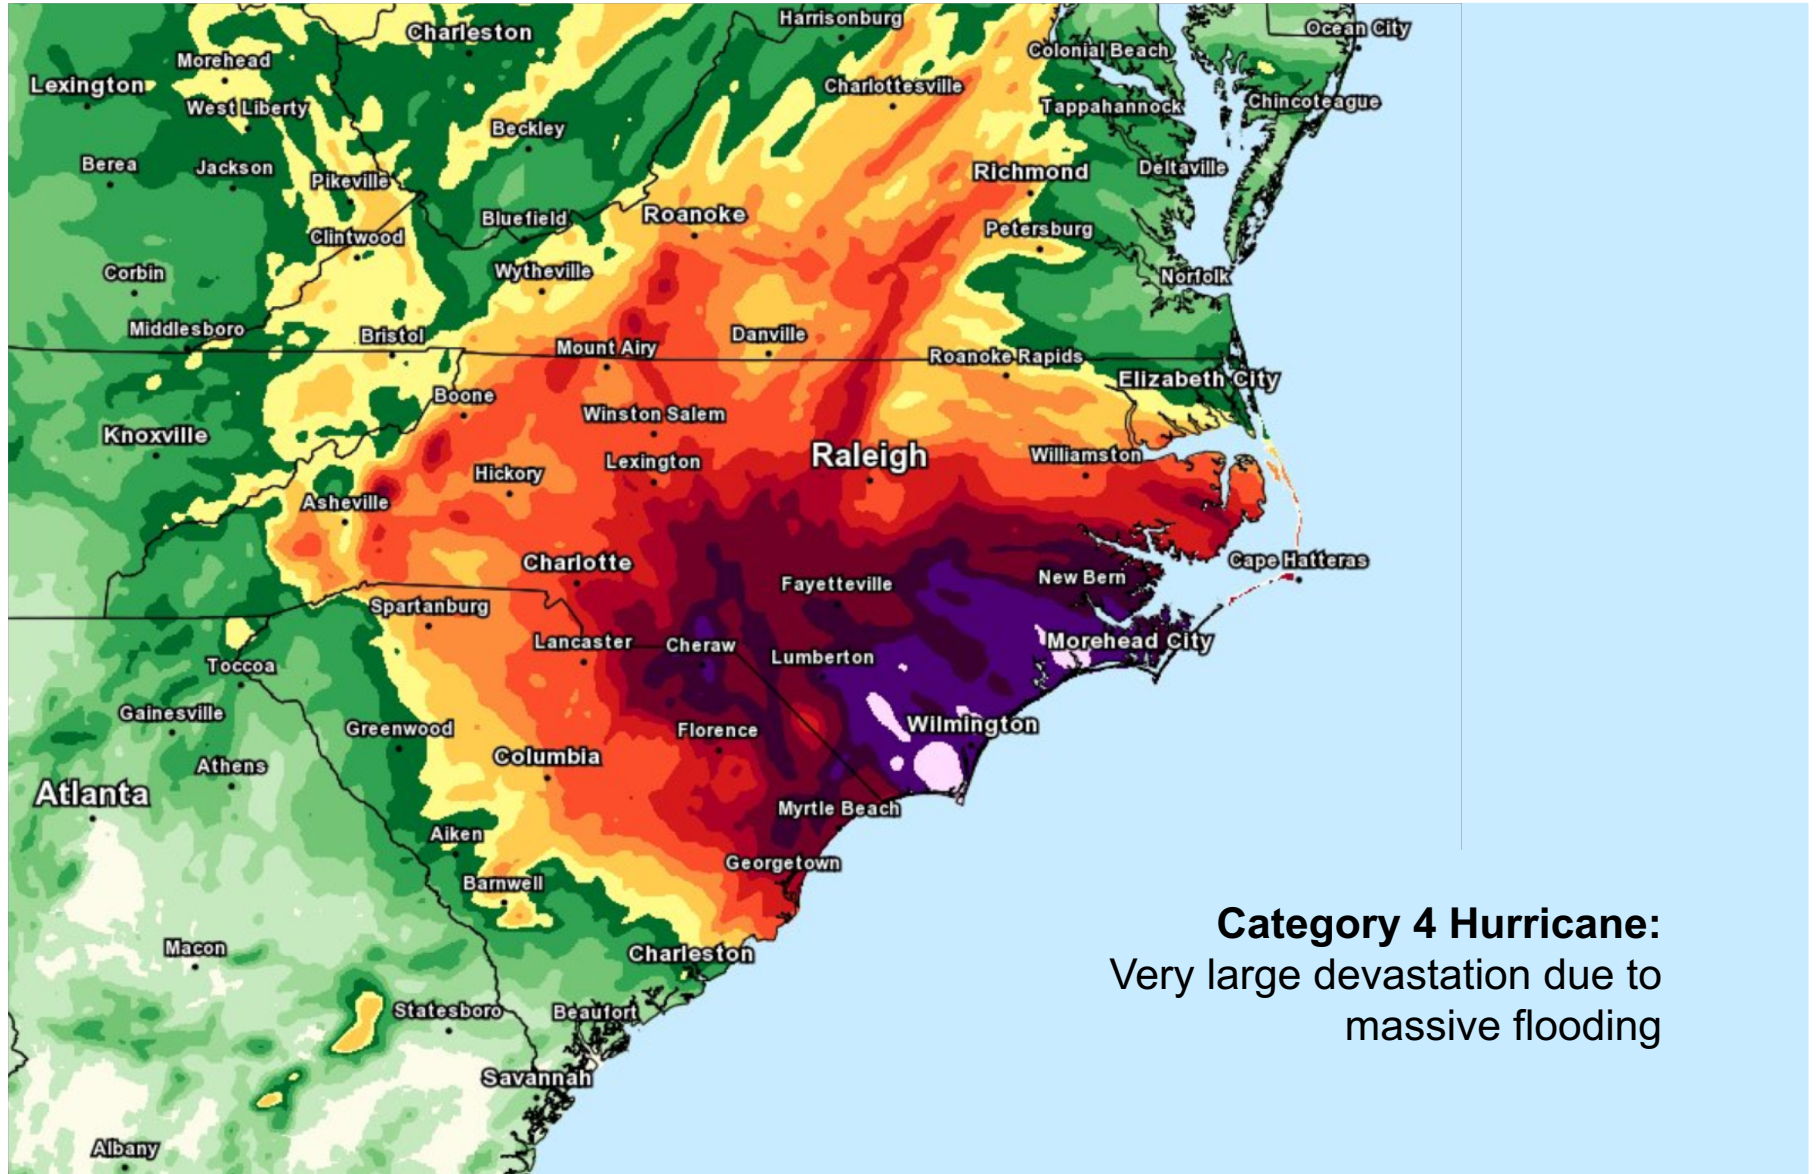 Harrisonburg
Ocean City
Charleston
Colonial Beach
Morehead
Lexington
Charlottesville
West Liberty
Tappahannock
Chincoteague
Beckley
Berea
Jackson
Pikeville
Richmond
Deltaville
Bluefield
Roanoke
Clintwood
Petersburg
Corbin
Wytheville
Norfolk
Middlesboro
Bristol
Mount Airy
Danville
Roanoke Rapids
Elizabeth City
Boone
Winston Salem
Knoxville
Raleigh
Williamston
Hickory
Lexington
Asheville
Charlotte
Cape Hatteras
Fayetteville
New Bern
Spartanburg
Lancaster
Cheraw
Morehead City
Lumberton
Toccoa
Gainesville
Greenwood
Florence
Wilmington
Columbia
Athens
Atlanta
Myrtle Beach
Aiken
Georgetown
Barnwell
Macon
Charleston
Statesboro
Beaufort
Savannah
Albany
Category 4 Hurricane:
Very large devastation due to
massive flooding